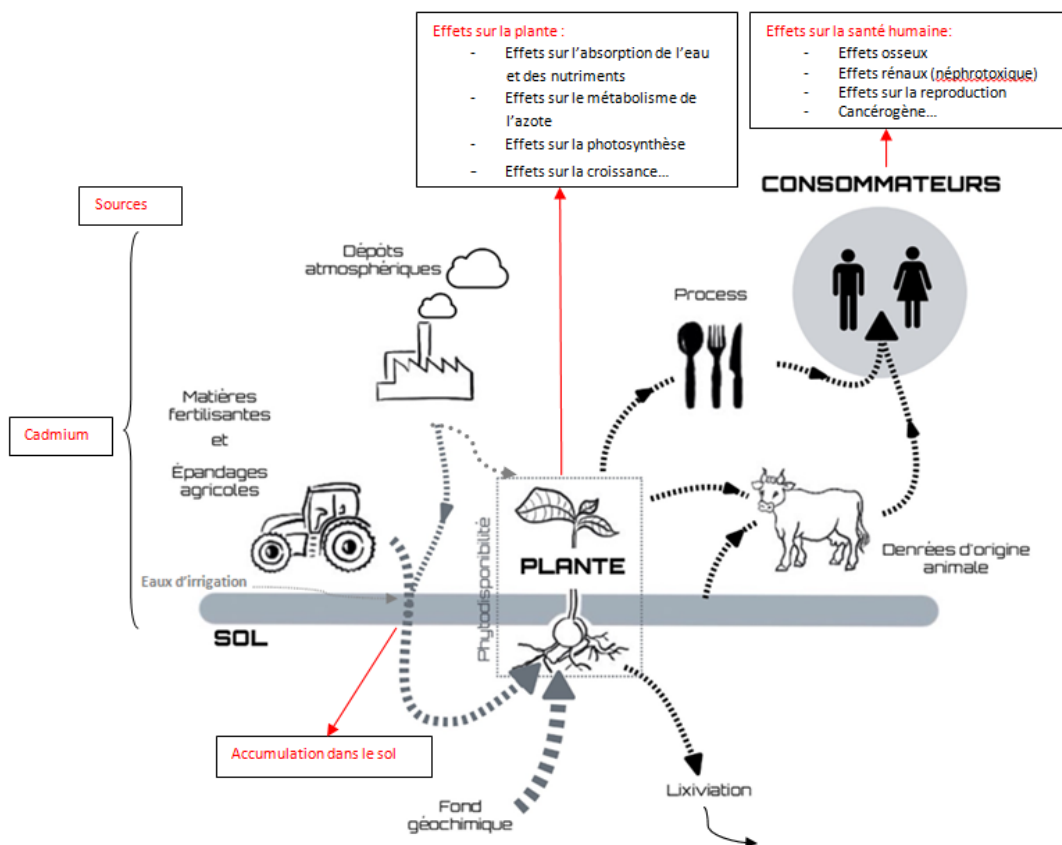 Effets sur la plante :
- Effets sur l'absorption de l'eau
et des nutriments
- Effets sur le métabolisme de
l'azote
- Effets sur la photosynthèse
- Effets sur la croissance…
Effets sur la santé humaine:
- Effets osseux
- Effets rénaux (néphrotoxique)
- Effets sur la reproduction
- Cancérogène…
CONSOMMATEURS
Sources
Dépôts
atmosphériques
Process
Matières
fertilisantes
et
Épandages
agricoles
Cadmium
Phytodisponibilité
PLANTE
Denrées d'origine
animale
Eaux d'irrigation
SOL
Accumulation dans le sol
Lixiviation
Fond
géochimique